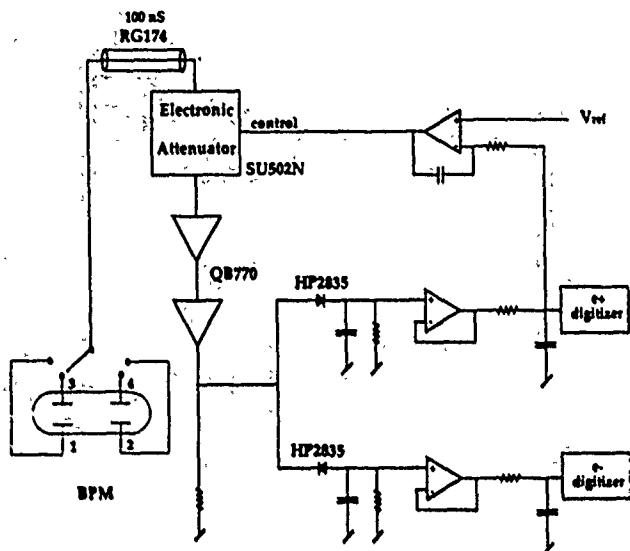 100 nS
RG174
Electronic
Attenuator
SU502N
control
Vref
QB770
HP2835
e+
digitizer
3
4
1
2
BPM
HP2835
e-
digitizer